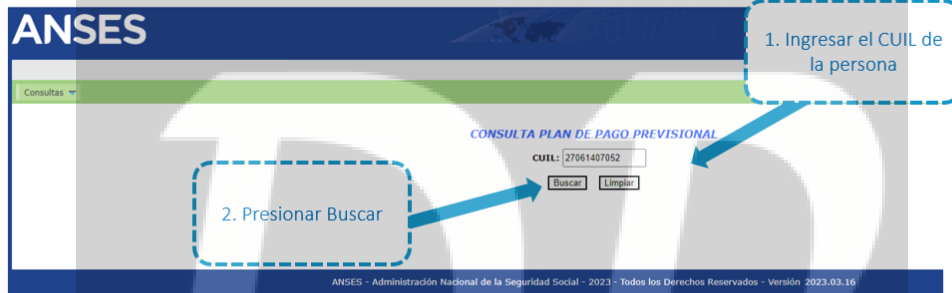 ANSES
1. Ingresar el CUIL de
la persona
Consultas
CONSULTA PLAN DE PAGO PREVISIONAL
CUIL: 27061407052
Buscar Limpiar
2. Presionar Buscar
ANSES - Administración Nacional de la Seguridad Social - 2023 - Todos los Derechos Reservados - Versión 2023.03.16